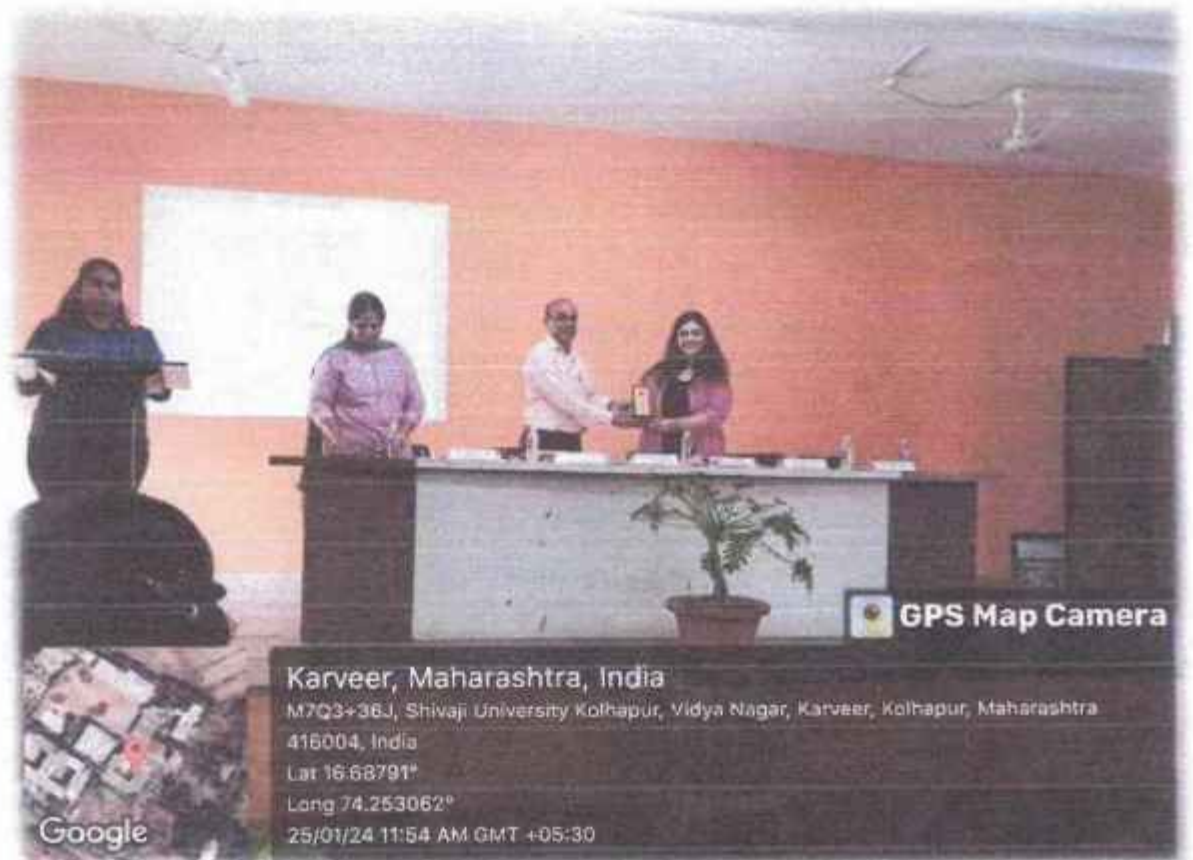 GPS Map Camera
Karveer, Maharashtra, India
M7Q3+36J, Shivaji University Kolhapur, Vidya Nagar, Karveer, Kolhapur, Maharashtra
416004, India
Lat 16.68791°
Long 74.253062°
25/01/24 11:54 AM GMT +05:30
Google